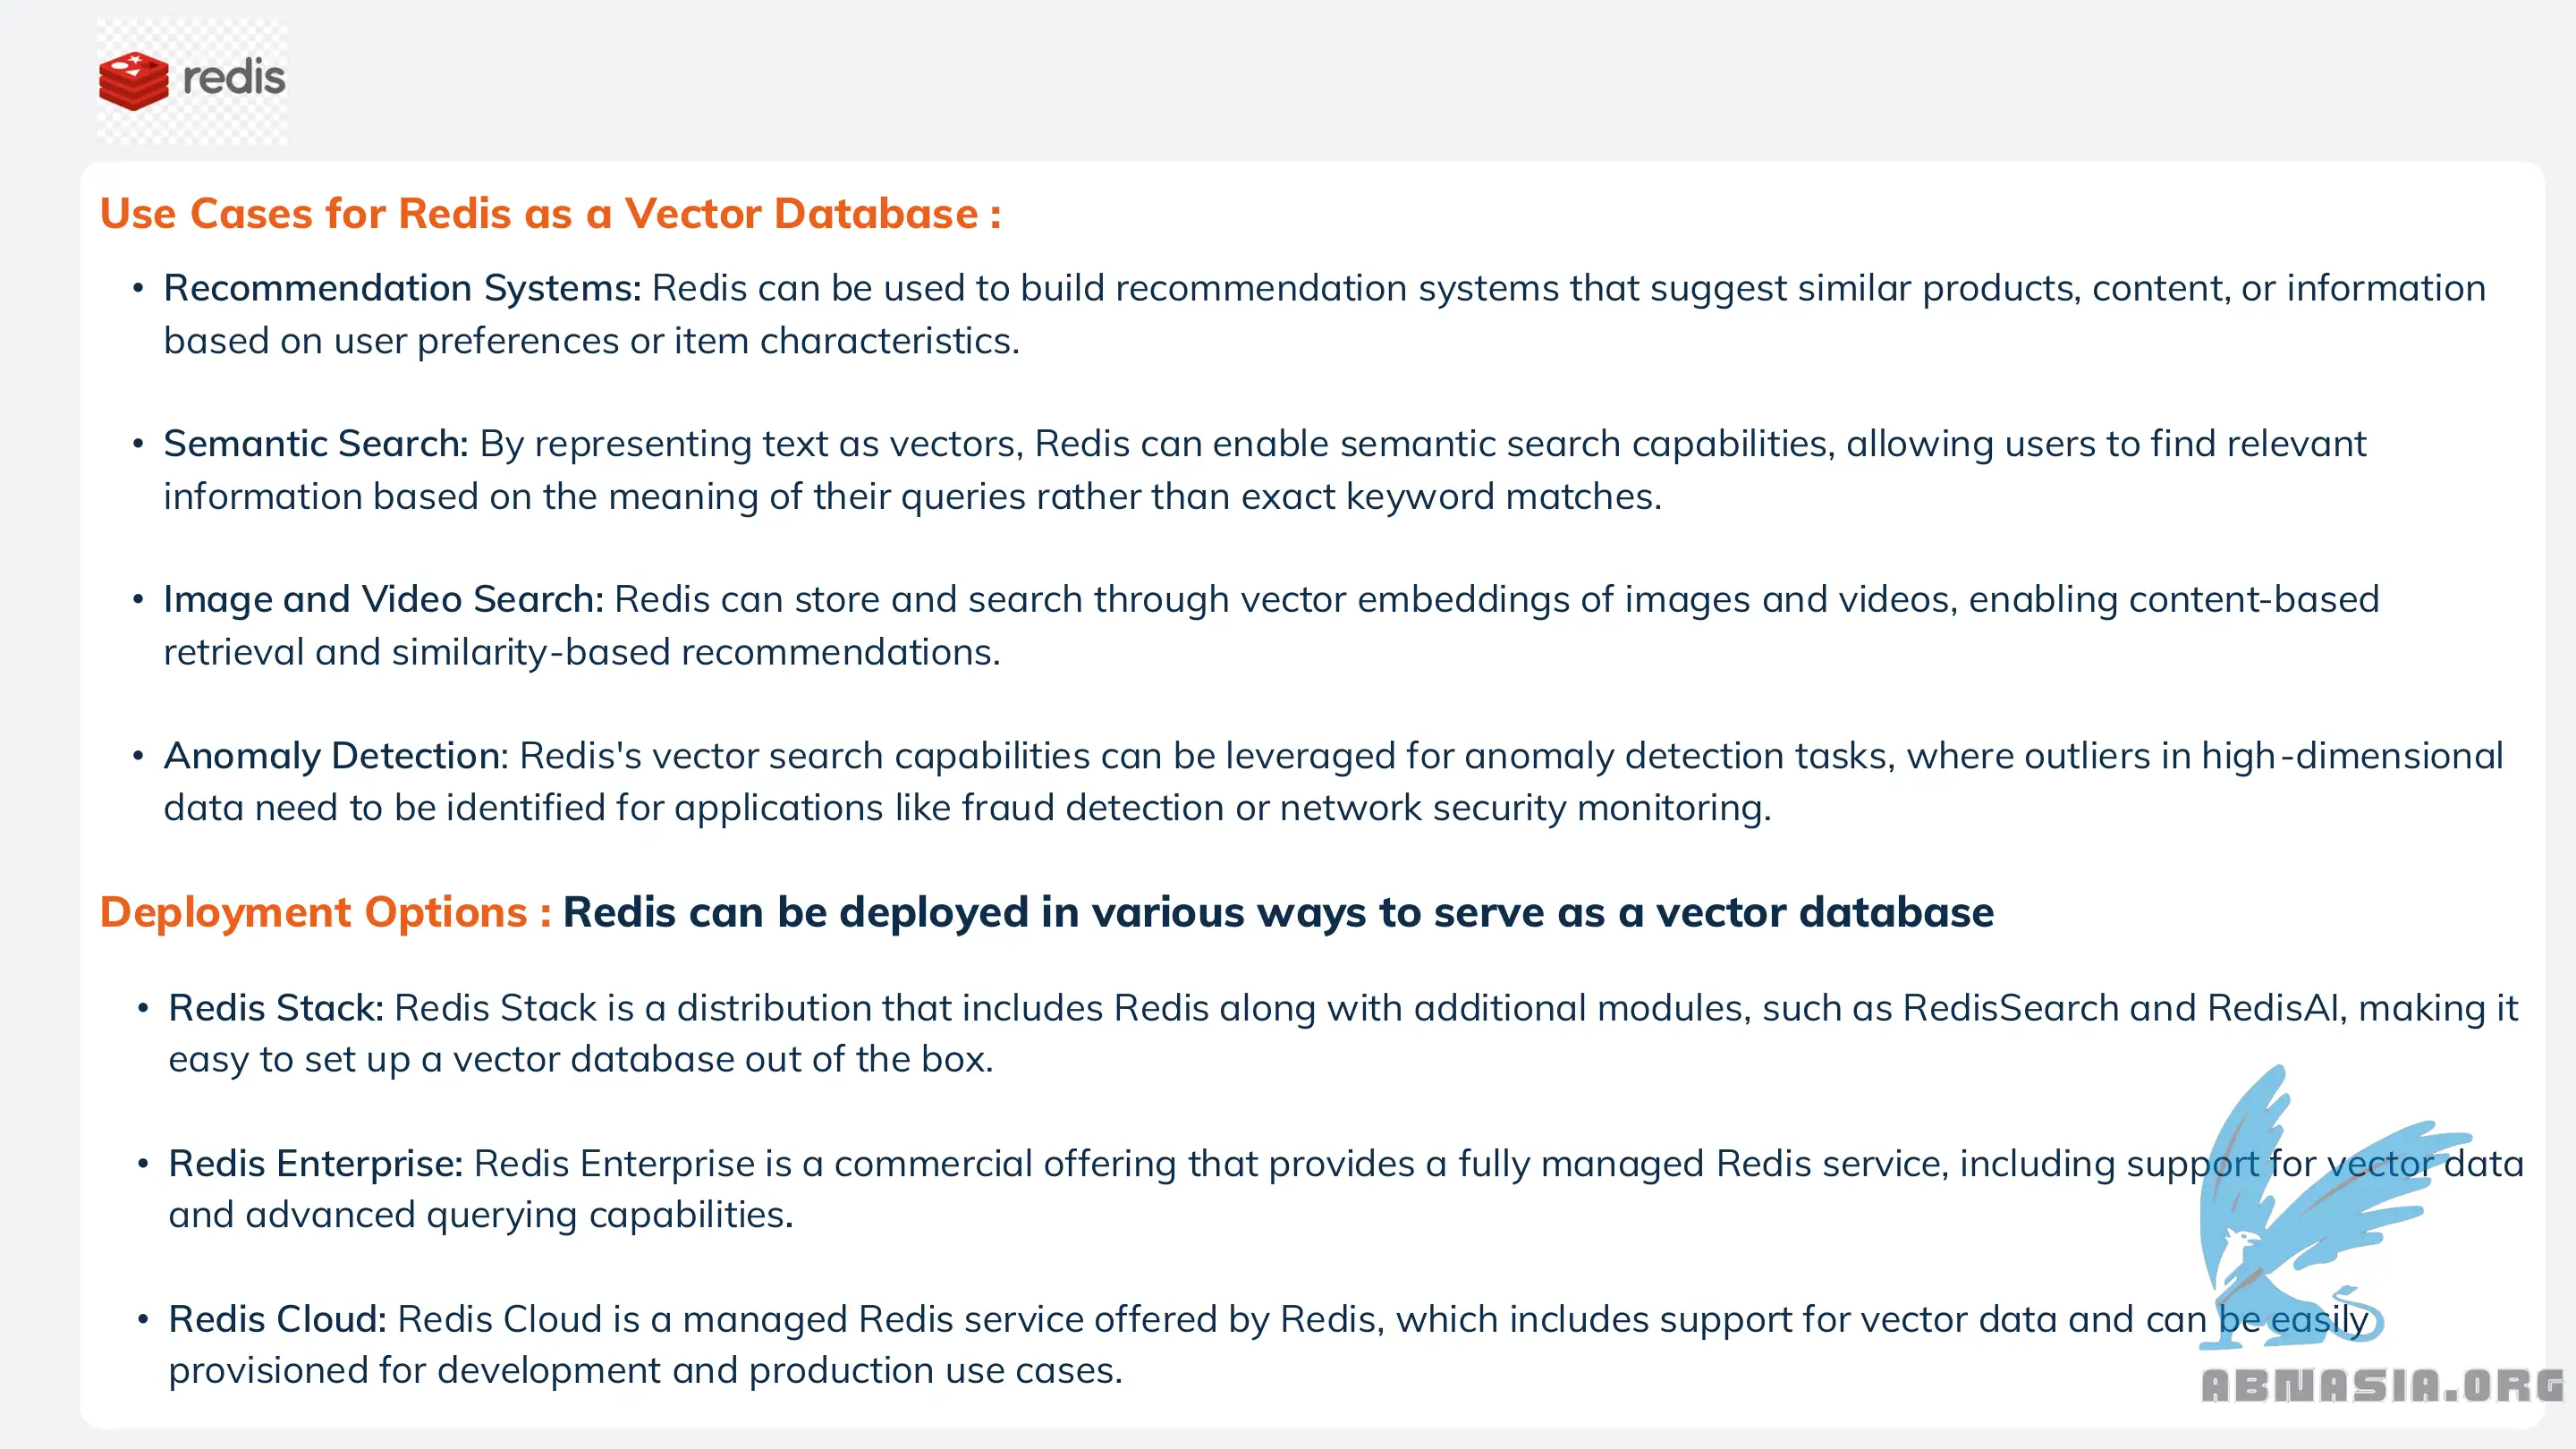 redis
Use Cases for Redis as a Vector Database :
• Recommendation Systems: Redis can be used to build recommendation systems that suggest similar products, content, or information
based on user preferences or item characteristics.
• Semantic Search: By representing text as vectors, Redis can enable semantic search capabilities, allowing users to find relevant
information based on the meaning of their queries rather than exact keyword matches.
• Image and Video Search: Redis can store and search through vector embeddings of images and videos, enabling content-based
retrieval and similarity-based recommendations.
• Anomaly Detection: Redis's vector search capabilities can be leveraged for anomaly detection tasks, where outliers in high-dimensional
data need to be identified for applications like fraud detection or network security monitoring.
Deployment Options : Redis can be deployed in various ways to serve as a vector database
• Redis Stack: Redis Stack is a distribution that includes Redis along with additional modules, such as RedisSearch and RedisAI, making it
easy to set up a vector database out of the box.
• Redis Enterprise: Redis Enterprise is a commercial offering that provides a fully managed Redis service, including support for vector data
and advanced querying capabilities.
• Redis Cloud: Redis Cloud is a managed Redis service offered by Redis, which includes support for vector data and can be easily
provisioned for development and production use cases.
ABNASIA.ORG